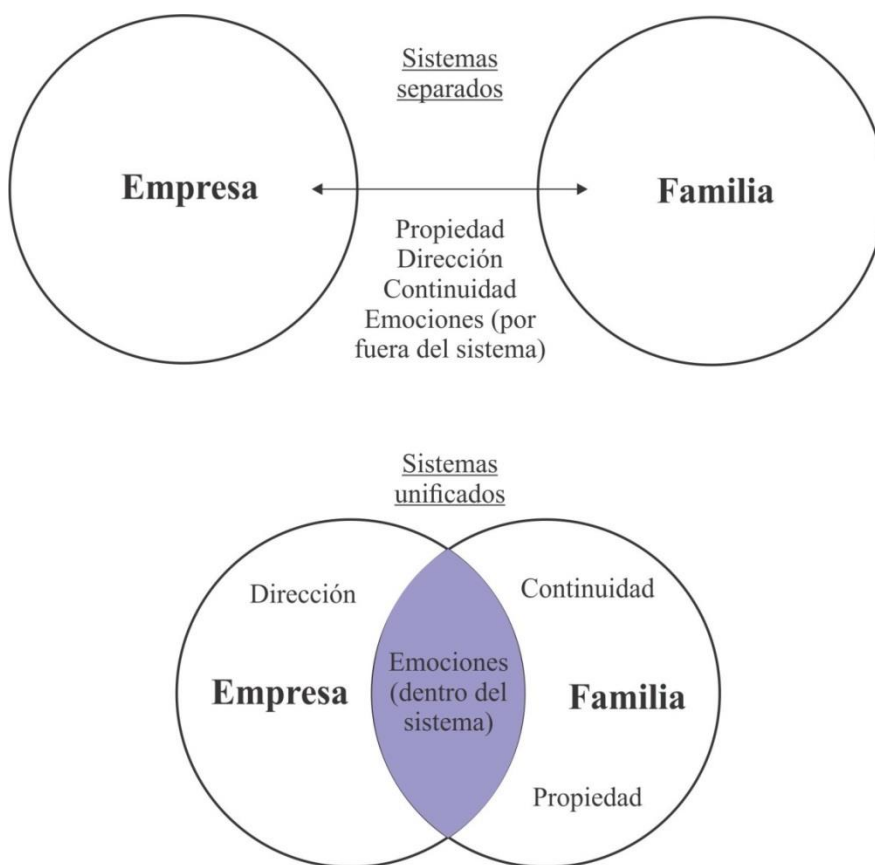 Sistemas
separados
Empresa
Familia
Propiedad
Dirección
Continuidad
Emociones (por
fuera del sistema)
Sistemas
unificados
Dirección
Continuidad
Emociones
(dentro del
sistema)
Empresa
Familia
Propiedad